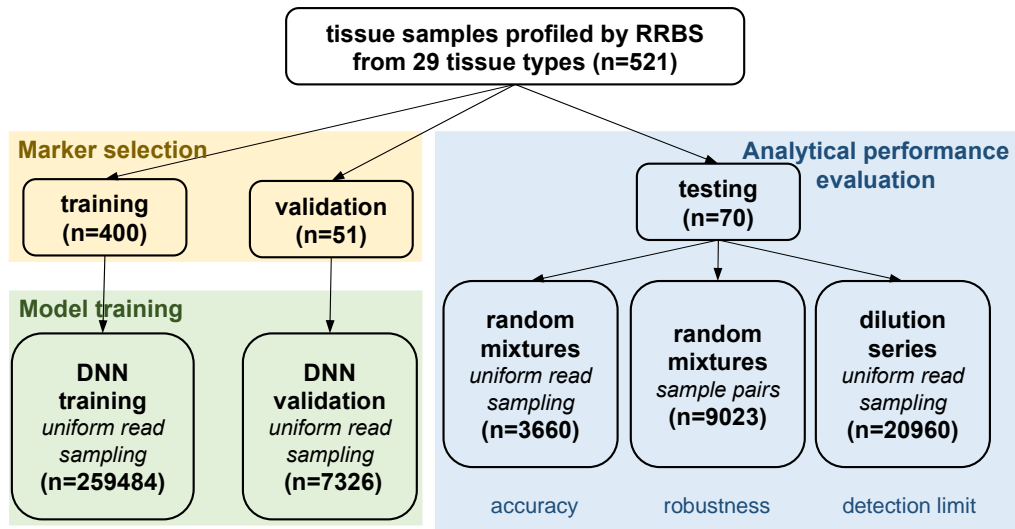 tissue samples profiled by RRBS
from 29 tissue types (n=521)
Marker selection
training
(n=400)
validation
(n=51)
Analytical performance
evaluation
testing
(n=70)
Model training
DNN
training
uniform read
sampling
(n=259484)
DNN
validation
uniform read
sampling
(n=7326)
random
mixtures
uniform read
sampling
(n=3660)
random
mixtures
sample pairs
(n=9023)
dilution
series
uniform read
sampling
(n=20960)
accuracy
robustness
detection limit